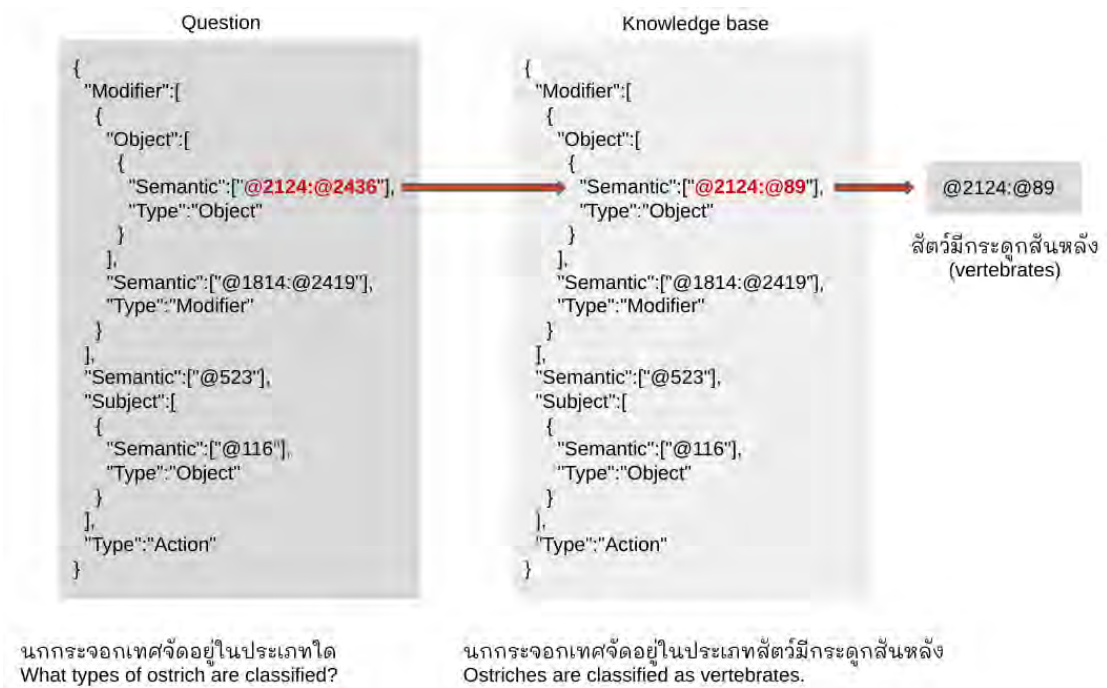 Question
{
"Modifier":[
{
"Object":[
{
"Semantic":["@2124:@2436"],
"Type":"Object"
}
],
"Semantic":["@1814:@2419"],
"Type":"Modifier"
}
],
"Semantic":["@523"],
"Subject":[
{
"Semantic":["@116"],
"Type":"Object"
}
],
"Type":"Action"
}
นกกระจอกเทศจัดอยู่ในประเภทใด
What types of ostrich are classified?
Knowledge base
{
"Modifier":[
{
"Object":[
{
"Semantic":["@2124:@89"],
"Type":"Object"
}
],
"Semantic":["@1814:@2419"],
"Type":"Modifier"
}
],
"Semantic":["@523"],
"Subject":[
{
"Semantic":["@116"],
"Type":"Object"
}
],
"Type":"Action"
}
นกกระจอกเทศจัดอยู่ในประเภทสัตว์มีกระดูกสันหลัง
Ostriches are classified as vertebrates.
@2124:@89
สัตว์มีกระดูกสันหลัง
(vertebrates)